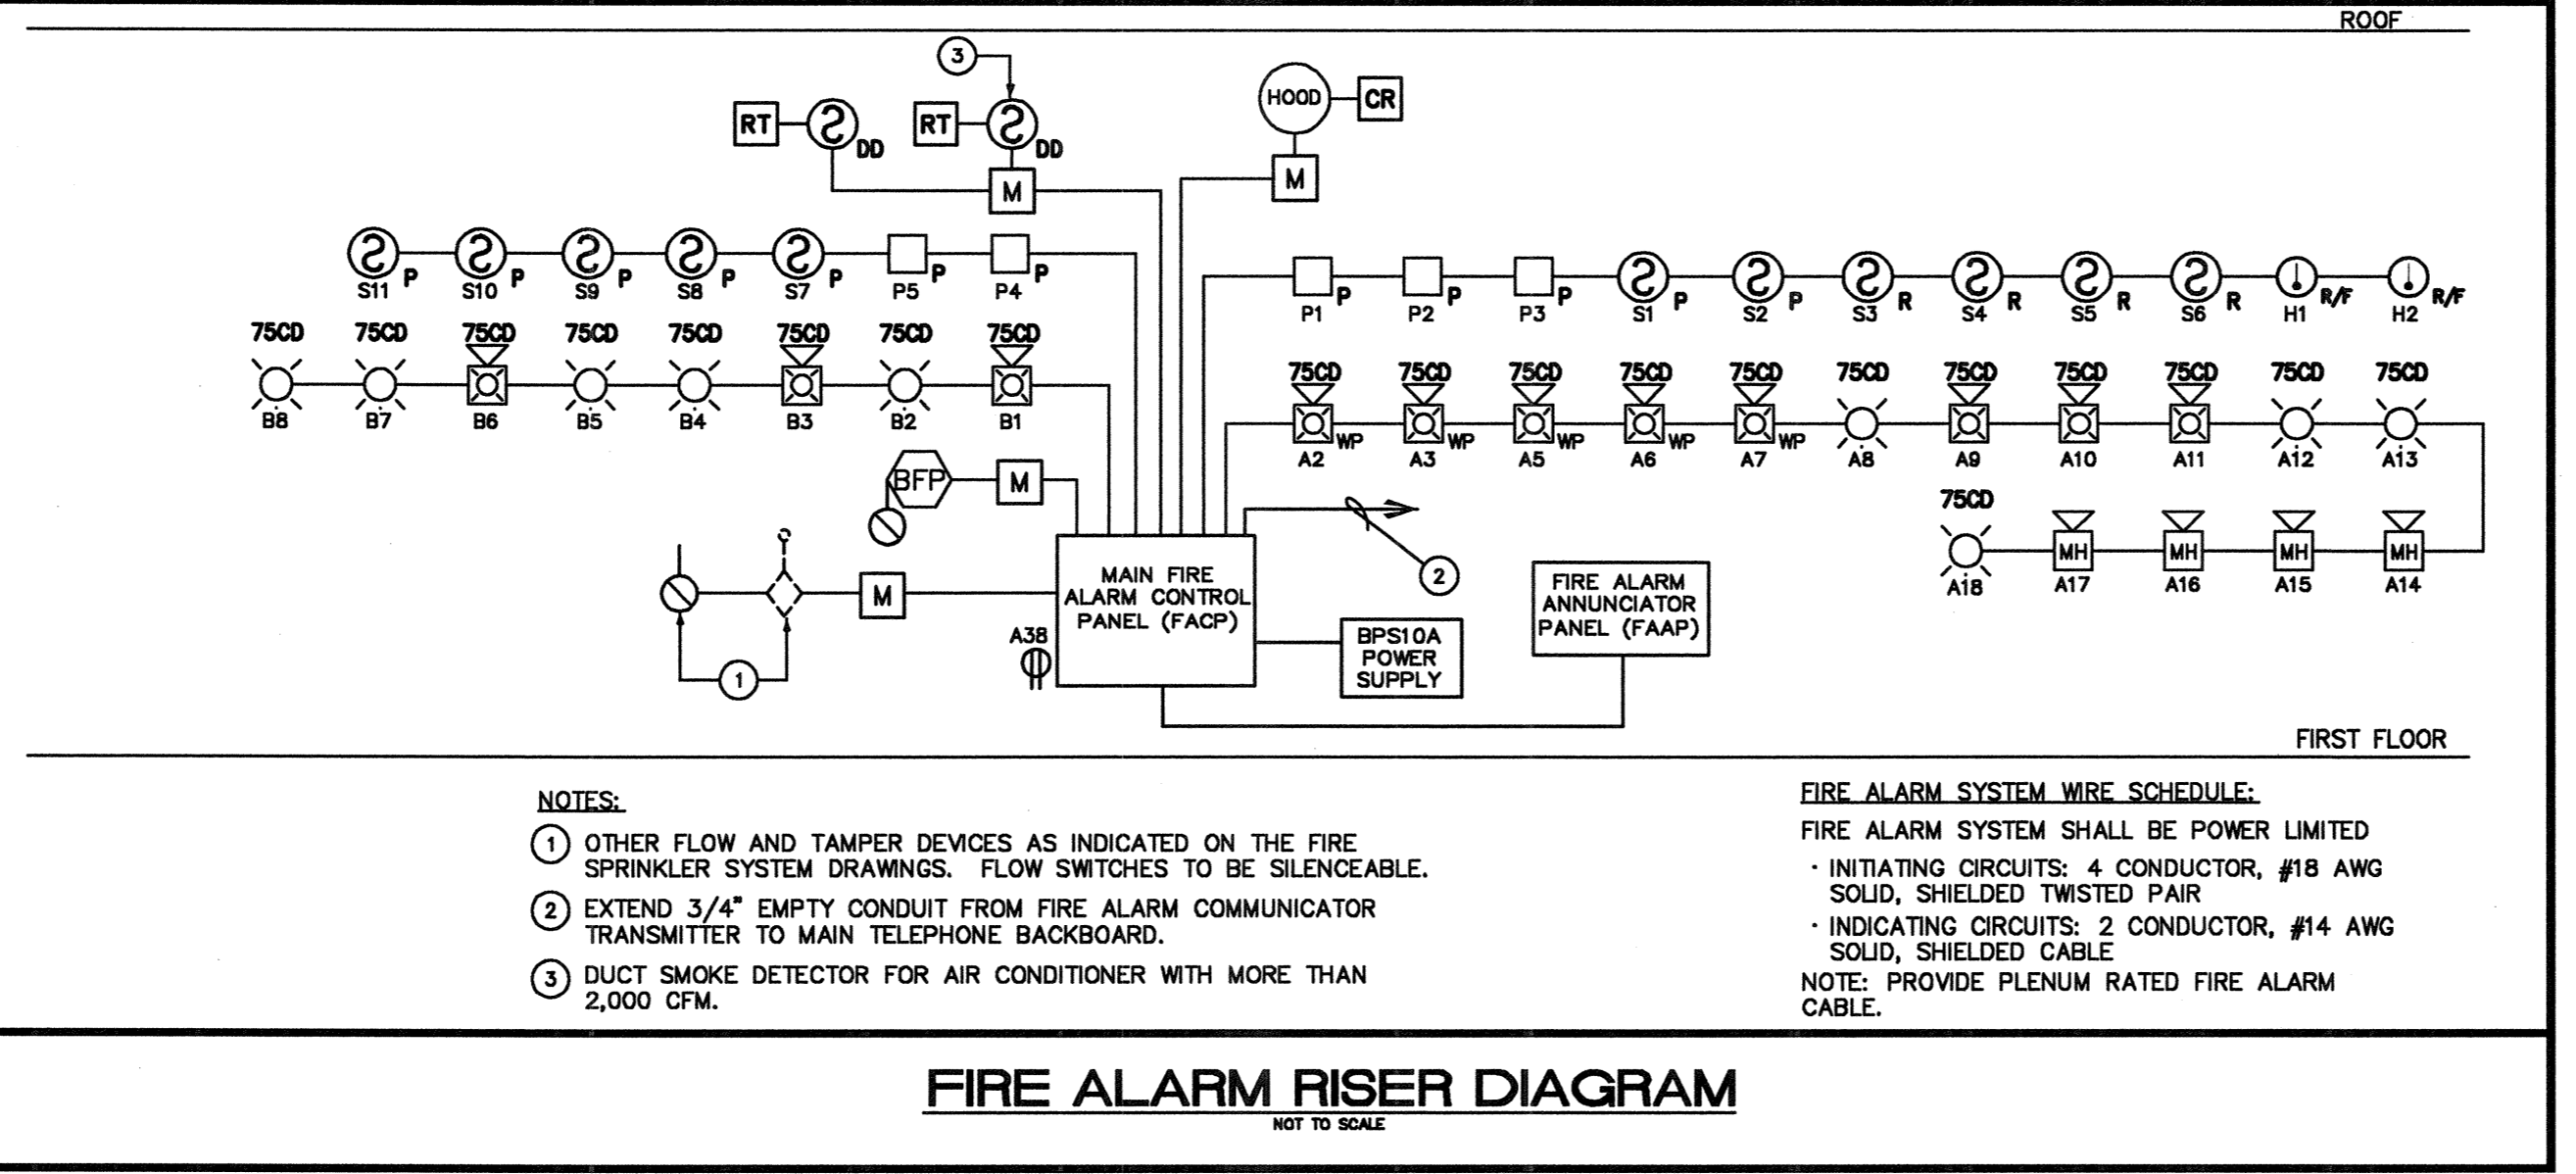 ROOF
3
RT
DD
RT
DD
M
HOOD
CR
M
S11 P
S10 P
S9 P
S8 P
S7 P
P5 P
P4 P
P1 P
P2 P
P3 P
S1 P
S2 P
S3 R
S4 R
S5 R
S6 R
H1 R/F
H2 R/F
75CD 75CD 75CD 75CD 75CD 75CD 75CD 75CD
B8 B7 B6 B5 B4 B3 B2 B1
75CD 75CD 75CD 75CD 75CD 75CD 75CD 75CD 75CD 75CD 75CD
WP WP WP WP WP
A2 A3 A5 A6 A7 A8 A9 A10 A11 A12 A13
75CD
MH MH MH MH
A18 A17 A16 A15 A14
BFP
M
M
1
2
A38
MAIN FIRE
ALARM CONTROL
PANEL (FACP)
BPS10A
POWER
SUPPLY
FIRE ALARM
ANNUNCIATOR
PANEL (FAAP)
FIRST FLOOR
NOTES:
1 OTHER FLOW AND TAMPER DEVICES AS INDICATED ON THE FIRE
SPRINKLER SYSTEM DRAWINGS. FLOW SWITCHES TO BE SILENCEABLE.
2 EXTEND 3/4" EMPTY CONDUIT FROM FIRE ALARM COMMUNICATOR
TRANSMITTER TO MAIN TELEPHONE BACKBOARD.
3 DUCT SMOKE DETECTOR FOR AIR CONDITIONER WITH MORE THAN
2,000 CFM.
FIRE ALARM SYSTEM WIRE SCHEDULE:
FIRE ALARM SYSTEM SHALL BE POWER LIMITED
· INITIATING CIRCUITS: 4 CONDUCTOR, #18 AWG
SOLID, SHIELDED TWISTED PAIR
· INDICATING CIRCUITS: 2 CONDUCTOR, #14 AWG
SOLID, SHIELDED CABLE
NOTE: PROVIDE PLENUM RATED FIRE ALARM
CABLE.
FIRE ALARM RISER DIAGRAM
NOT TO SCALE